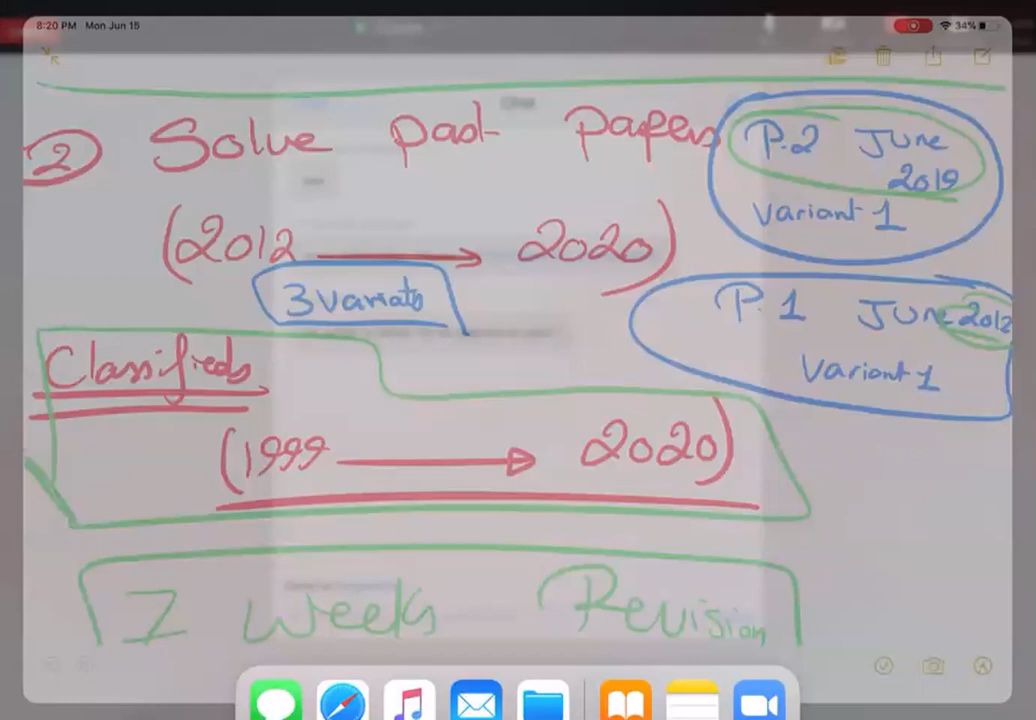 8:20 PM Mon Jun 15
34%
2 Solve past papers
(2012 → 2020)
3 variats
P.2 June
2019
variant 1
P. 1 June 2012
Variant 1
Classifieds
(1999 → 2020)
7 weeks Revision